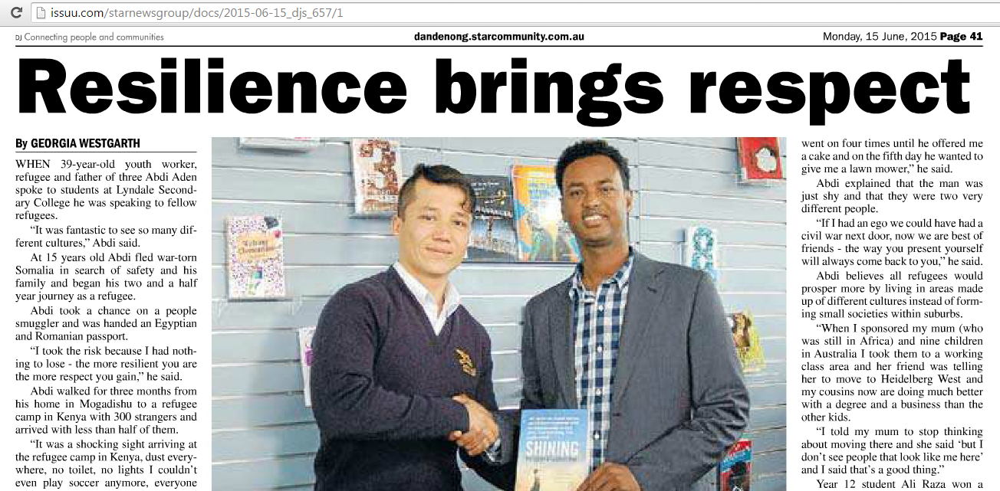 issuu.com/starnewsgroup/docs/2015-06-15_djs_657/1
DJ Connecting people and communities
dandenong.starcommunity.com.au
Monday, 15 June, 2015 Page 41
Resilience brings respect
By GEORGIA WESTGARTH
WHEN 39-year-old youth worker,
refugee and father of three Abdi Aden
spoke to students at Lyndale Second-
ary College he was speaking to fellow
refugees.
“It was fantastic to see so many dif-
ferent cultures,” Abdi said.
At 15 years old Abdi fled war-torn
Somalia in search of safety and his
family and began his two and a half
year journey as a refugee.
Abdi took a chance on a people
smuggler and was handed an Egyptian
and Romanian passport.
“I took the risk because I had noth-
ing to lose - the more resilient you are
the more respect you gain,” he said.
Abdi walked for three months from
his home in Mogadishu to a refugee
camp in Kenya with 300 strangers and
arrived with less than half of them.
“It was a shocking sight arriving at
the refugee camp in Kenya, dust every-
where, no toilet, no lights I couldn’t
even play soccer anymore, everyone
SHINING
went on four times until he offered me
a cake and on the fifth day he wanted to
give me a lawn mower,” he said.
Abdi explained that the man was
just shy and that they were two very
different people.
“If I had an ego we could have had a
civil war next door, now we are best of
friends - the way you present yourself
will always come back to you,” he said.
Abdi believes all refugees would
prosper more by living in areas made
up of different cultures instead of form-
ing small societies within suburbs.
“When I sponsored my mum (who
was still in Africa) and nine children
in Australia I took them to a working
class area and her friend was telling
her to move to Heidelberg West and
my cousins now are doing much better
with a degree and a business than the
other kids.
“I told my mum to stop thinking
about moving there and she said ‘but I
don’t see people that look like me here’
and I said that’s a good thing.”
Year 12 student Ali Raza won a